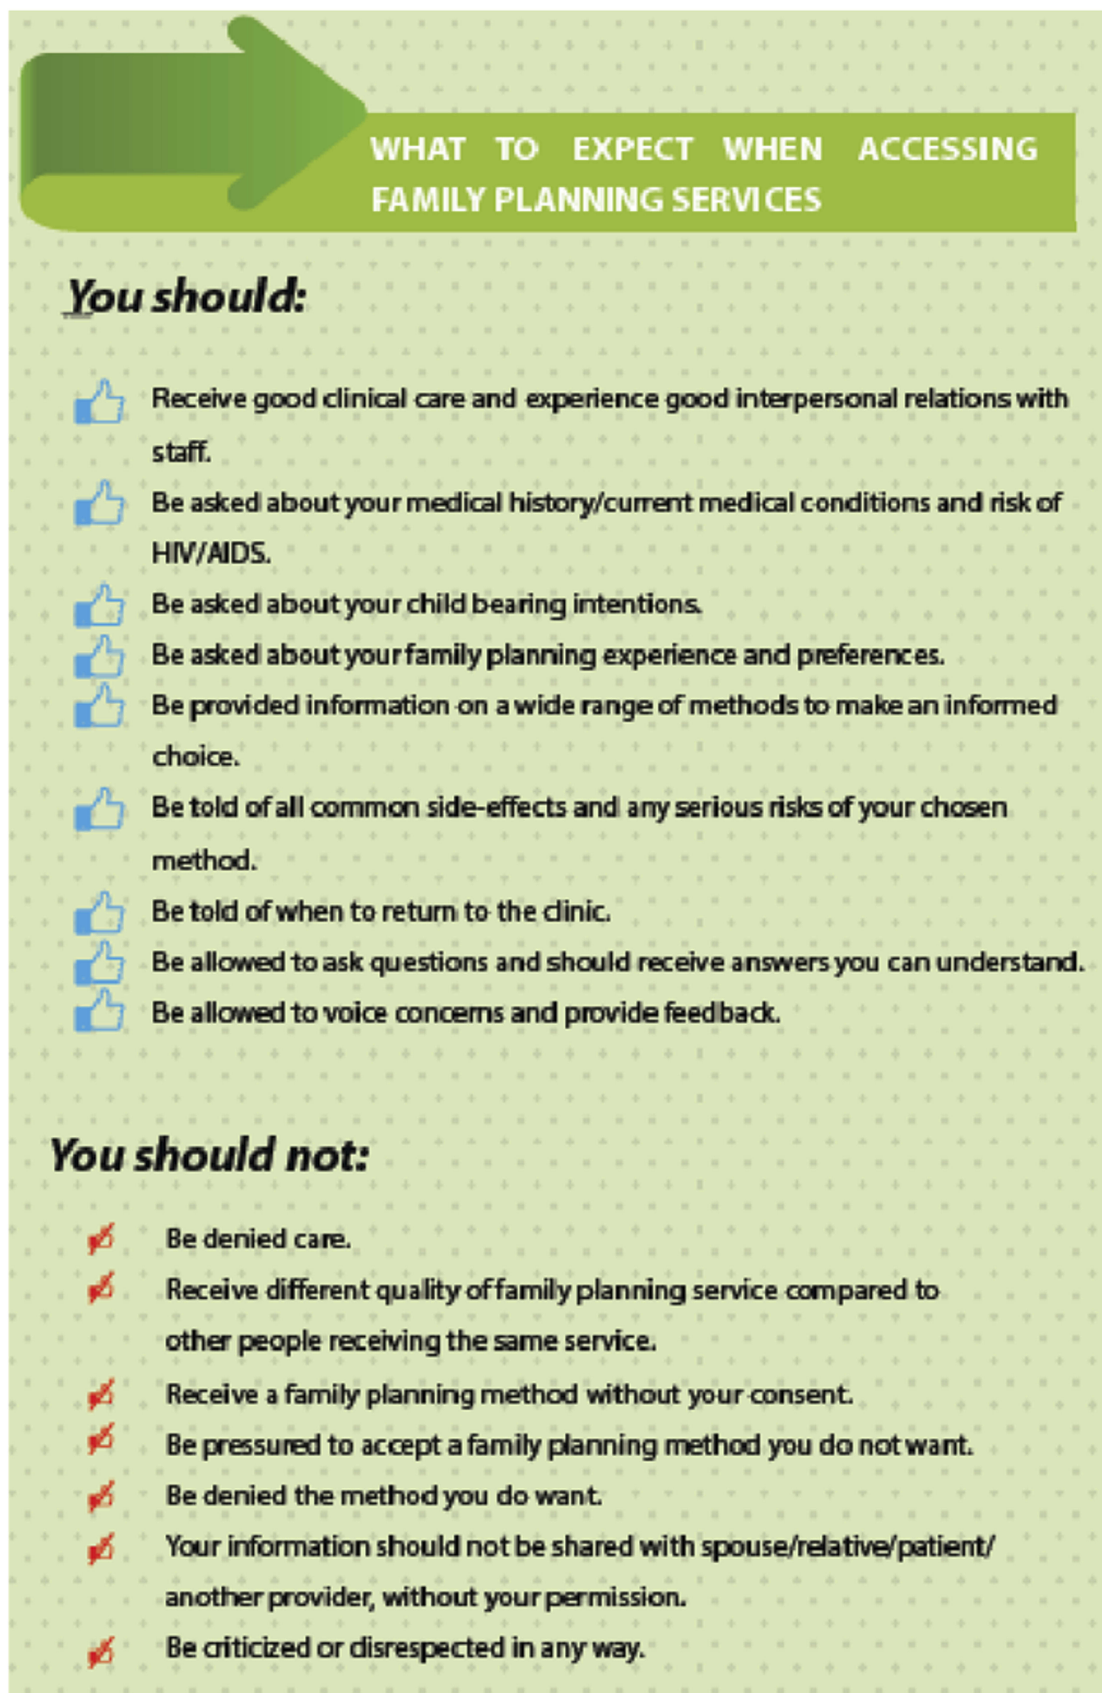 WHAT TO EXPECT WHEN ACCESSING
FAMILY PLANNING SERVICES
You should:
Receive good clinical care and experience good interpersonal relations with
staff.
Be asked about your medical history/current medical conditions and risk of
HIV/AIDS.
Be asked about your child bearing intentions.
Be asked about your family planning experience and preferences.
Be provided information on a wide range of methods to make an informed
choice.
Be told of all common side-effects and any serious risks of your chosen
method.
Be told of when to return to the clinic.
Be allowed to ask questions and should receive answers you can understand.
Be allowed to voice concerns and provide feedback.
You should not:
Be denied care.
Receive different quality of family planning service compared to
other people receiving the same service.
Receive a family planning method without your consent.
Be pressured to accept a family planning method you do not want.
Be denied the method you do want.
Your information should not be shared with spouse/relative/patient/
another provider, without your permission.
Be criticized or disrespected in any way.